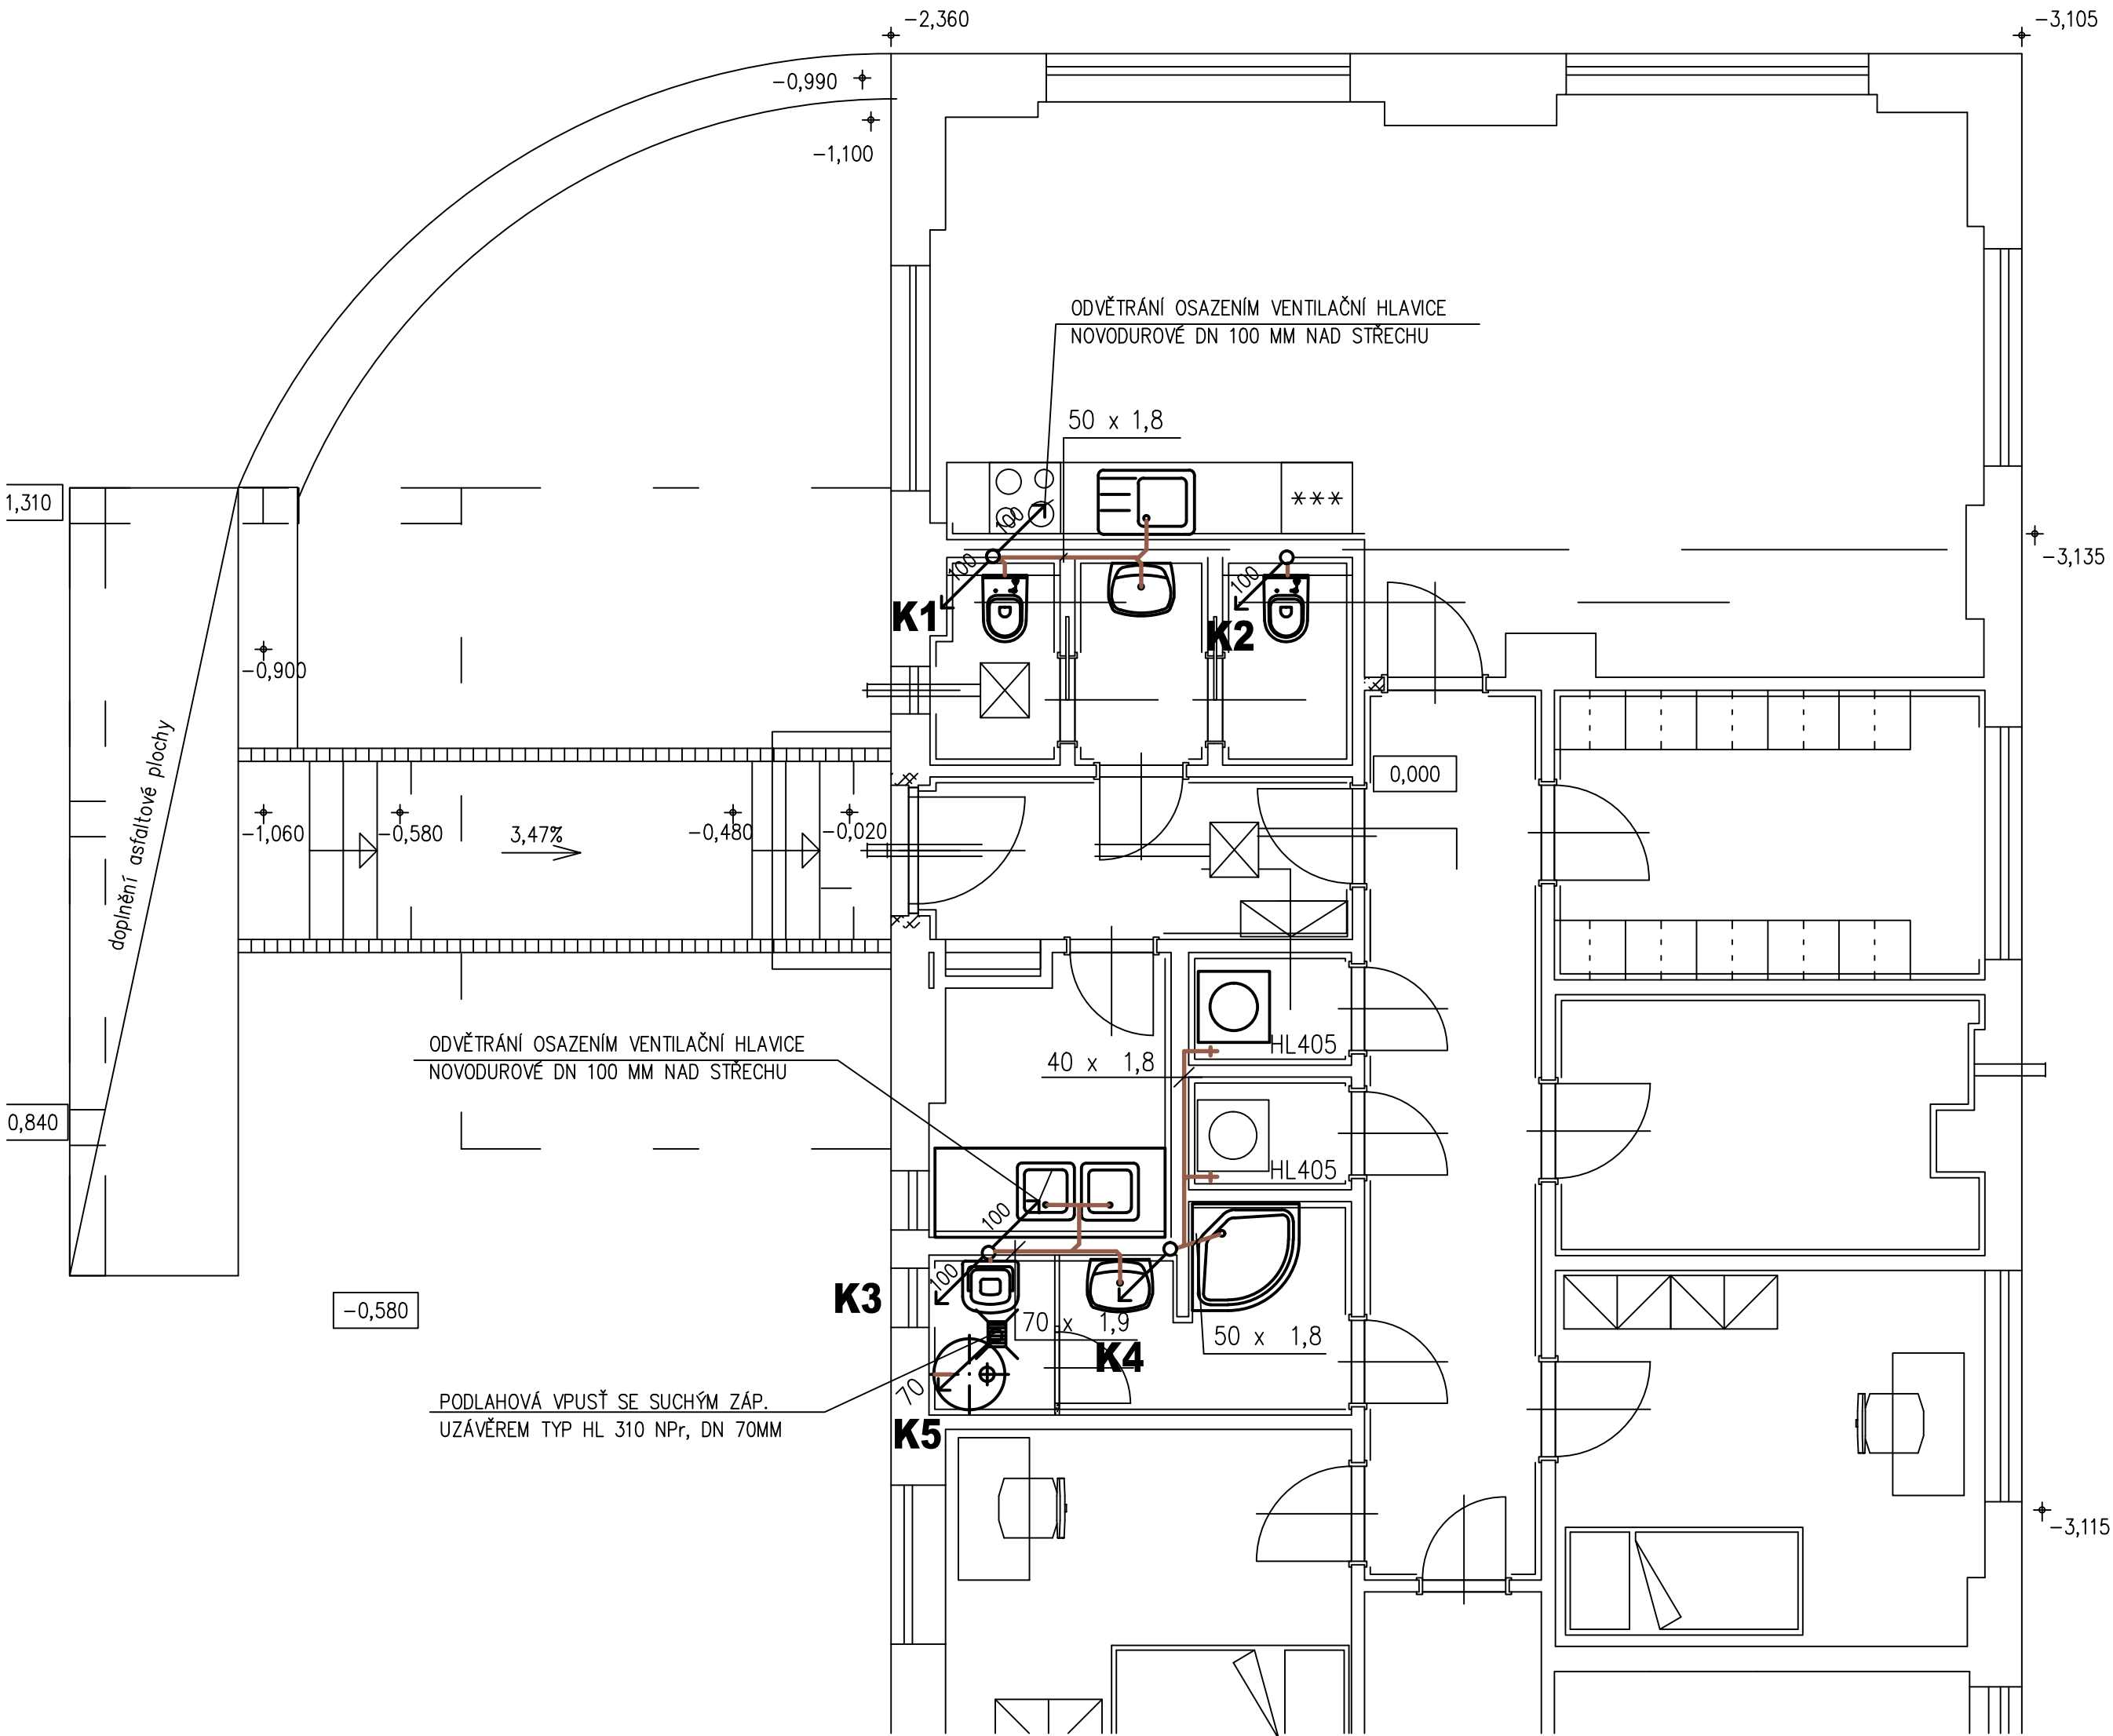 -2,360
-3,105
-0,990
-1,100
ODVĚTRÁNÍ OSAZENÍM VENTILAČNÍ HLAVICE
NOVODUROVÉ DN 100 MM NAD STŘECHU
50 x 1,8
1,310
***
100
-3,135
100
100
K1
K2
-0,900
doplnění asfaltové plochy
0,000
-1,060
-0,580
3,47%
-0,480
-0,020
ODVĚTRÁNÍ OSAZENÍM VENTILAČNÍ HLAVICE
NOVODUROVÉ DN 100 MM NAD STŘECHU
HL405
40 x 1,8
0,840
HL405
100
100
K3
-0,580
70 x 1,9
50 x 1,8
K4
70
PODLAHOVÁ VPUSŤ SE SUCHÝM ZÁP.
UZÁVĚREM TYP HL 310 NPr, DN 70MM
K5
-3,115